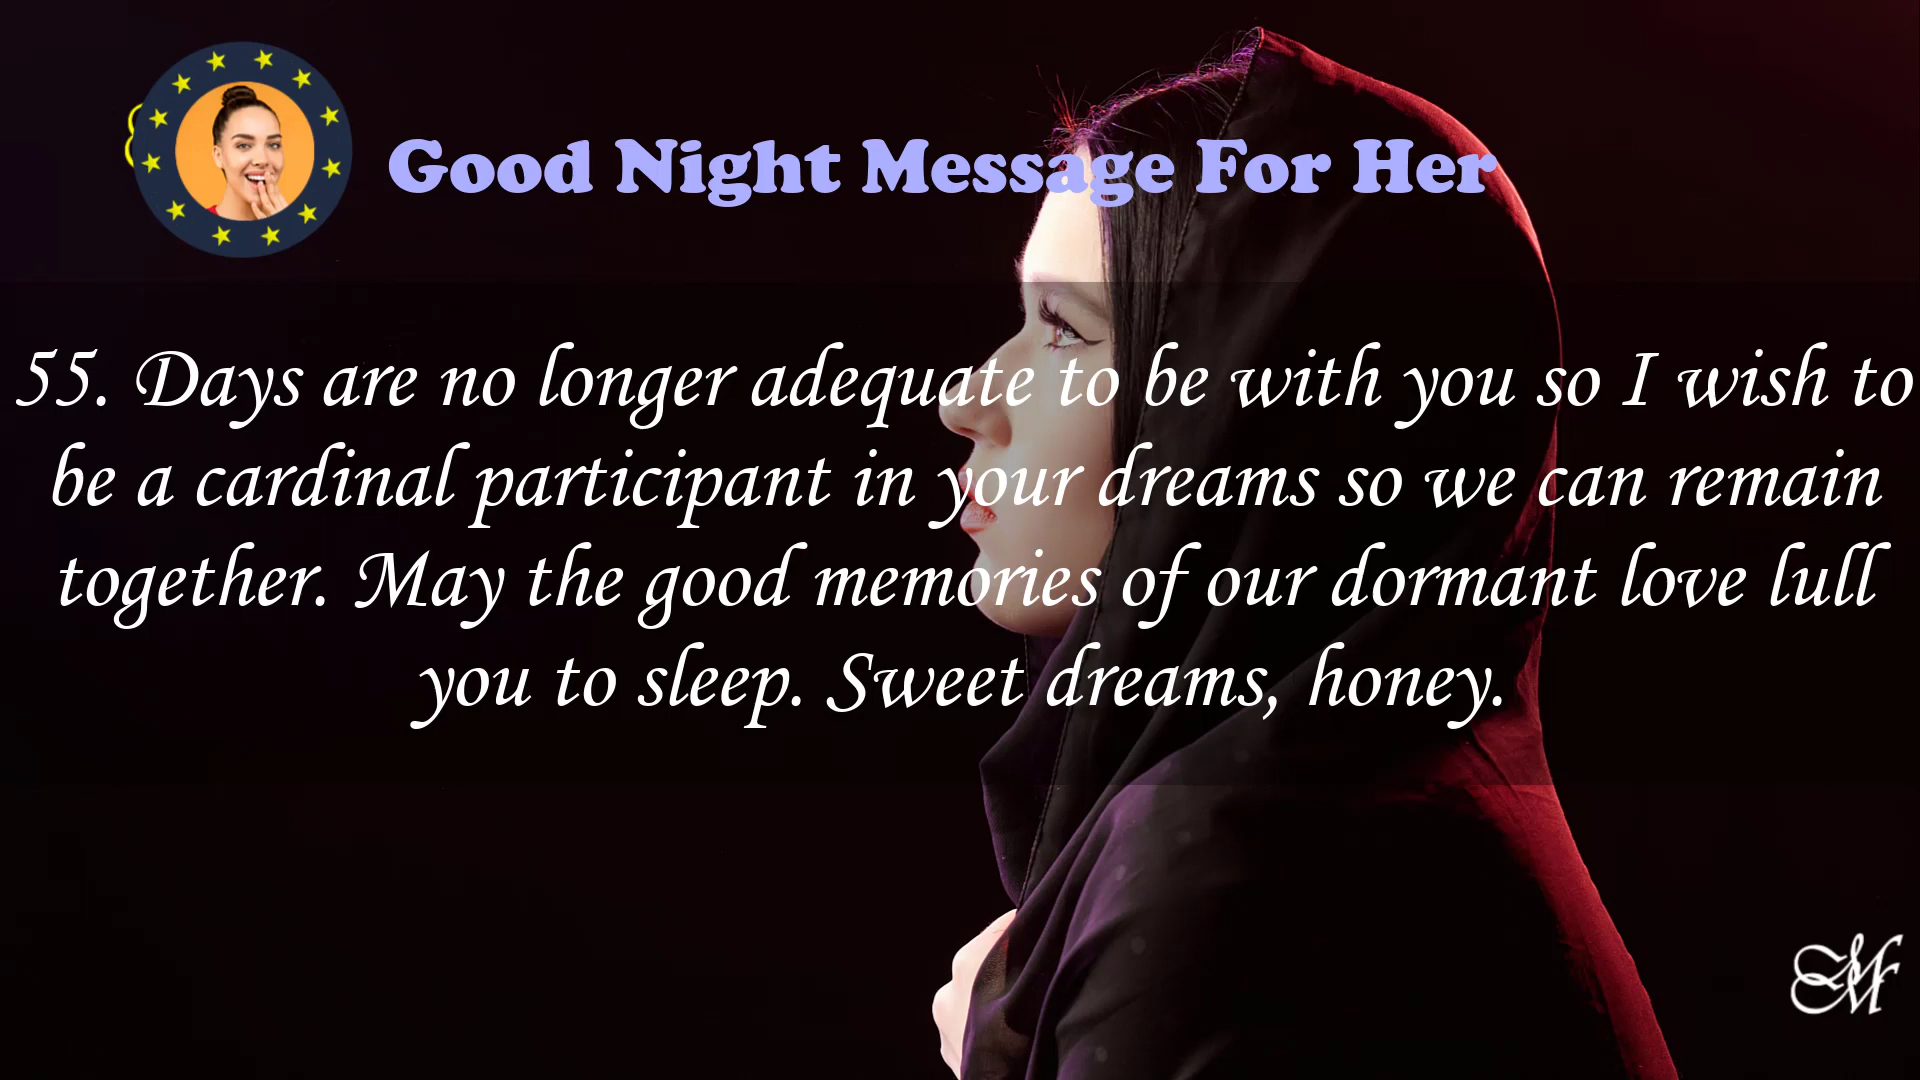 Good Night Message For Her
55. Days are no longer adequate to be with you so I wish to
be a cardinal participant in your dreams so we can remain
together. May the good memories of our dormant love lull
you to sleep. Sweet dreams, honey.